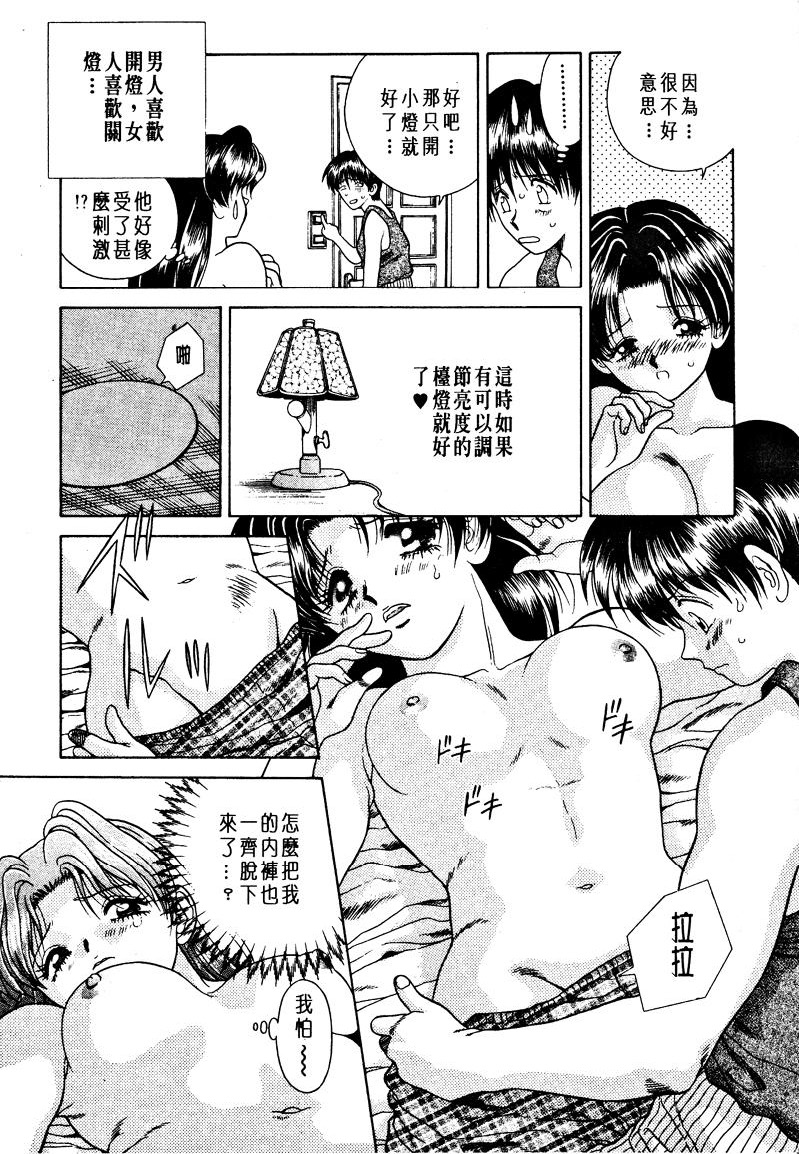 因為…
很不好
意思…
………
好吧…
那只開
小燈就
好了…
男人喜歡
開燈，女
人喜歡關
燈…
他好像
受了甚
麼刺激
!?
這時如果
有可以調
節亮度的
檯燈就好
了♥
啪
ドキ
ドキ
ドキ
拉拉
怎麼把我
的内褲也
一齊脫下
來了…?
我怕~